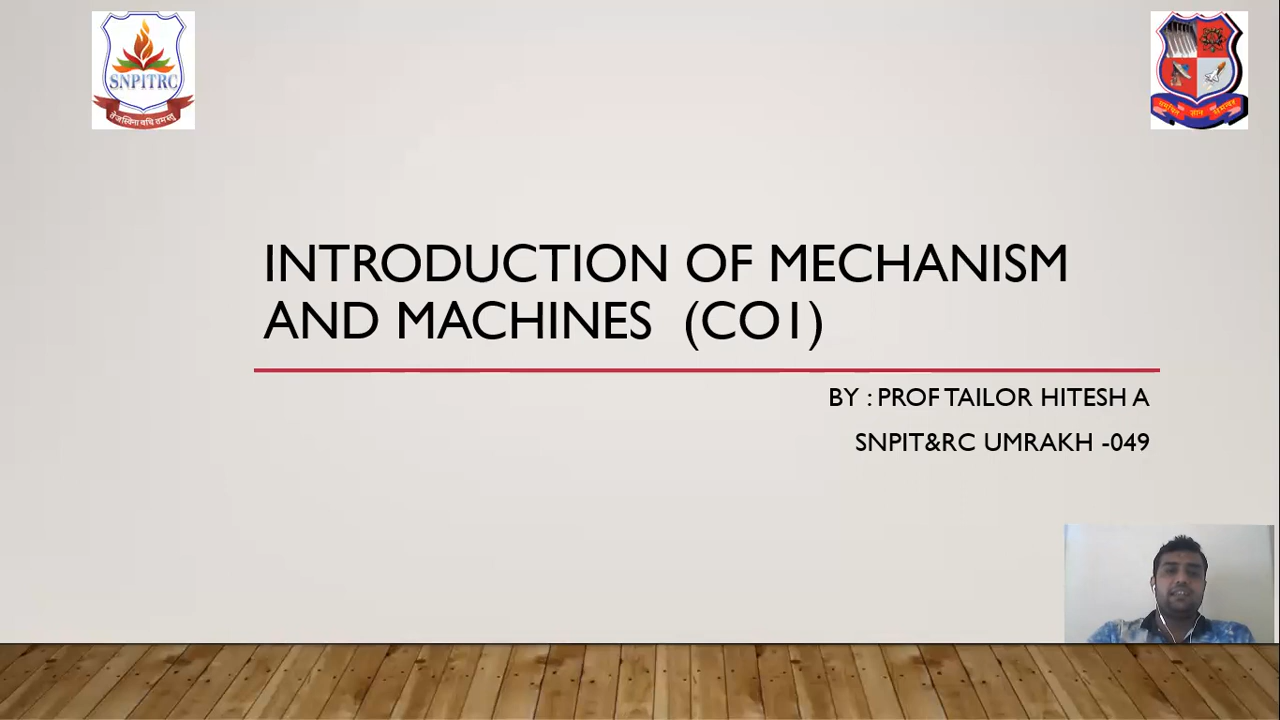 SNPITRC
INTRODUCTION OF MECHANISM
AND MACHINES (CO1)
BY : PROF TAILOR HITESH A
SNPIT&RC UMRAKH -049